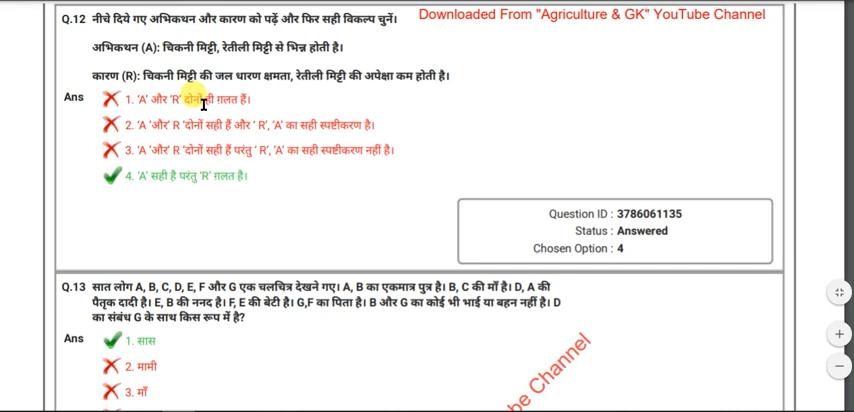 Downloaded From "Agriculture & GK" YouTube Channel
Q.12 नीचे दिये गए अभिकथन और कारण को पढ़ें और फिर सही विकल्प चुनें।
अभिकथन (A): चिकनी मिट्टी, रेतीली मिट्टी से भिन्न होती है।
कारण (R): चिकनी मिट्टी की जल धारण क्षमता, रेतीली मिट्टी की अपेक्षा कम होती है।
Ans 1. 'A' और 'R' दोनों ही ग़लत हैं।
2. 'A 'और' R 'दोनों सही हैं और ' R', 'A' का सही स्पष्टीकरण है।
3. 'A 'और' R 'दोनों सही हैं परंतु ' R', 'A' का सही स्पष्टीकरण नहीं है।
4. 'A' सही है परंतु 'R' ग़लत है।
Question ID : 3786061135
Status : Answered
Chosen Option : 4
Q.13 सात लोग A, B, C, D, E, F और G एक चलचित्र देखने गए। A, B का एकमात्र पुत्र है। B, C की माँ है। D, A की
पैतृक दादी है। E, B की ननद है। F, E की बेटी है। G,F का पिता है। B और G का कोई भी भाई या बहन नहीं है। D
का संबंध G के साथ किस रूप में है?
Ans 1. सास
2. मामी
3. माँ
be Channel